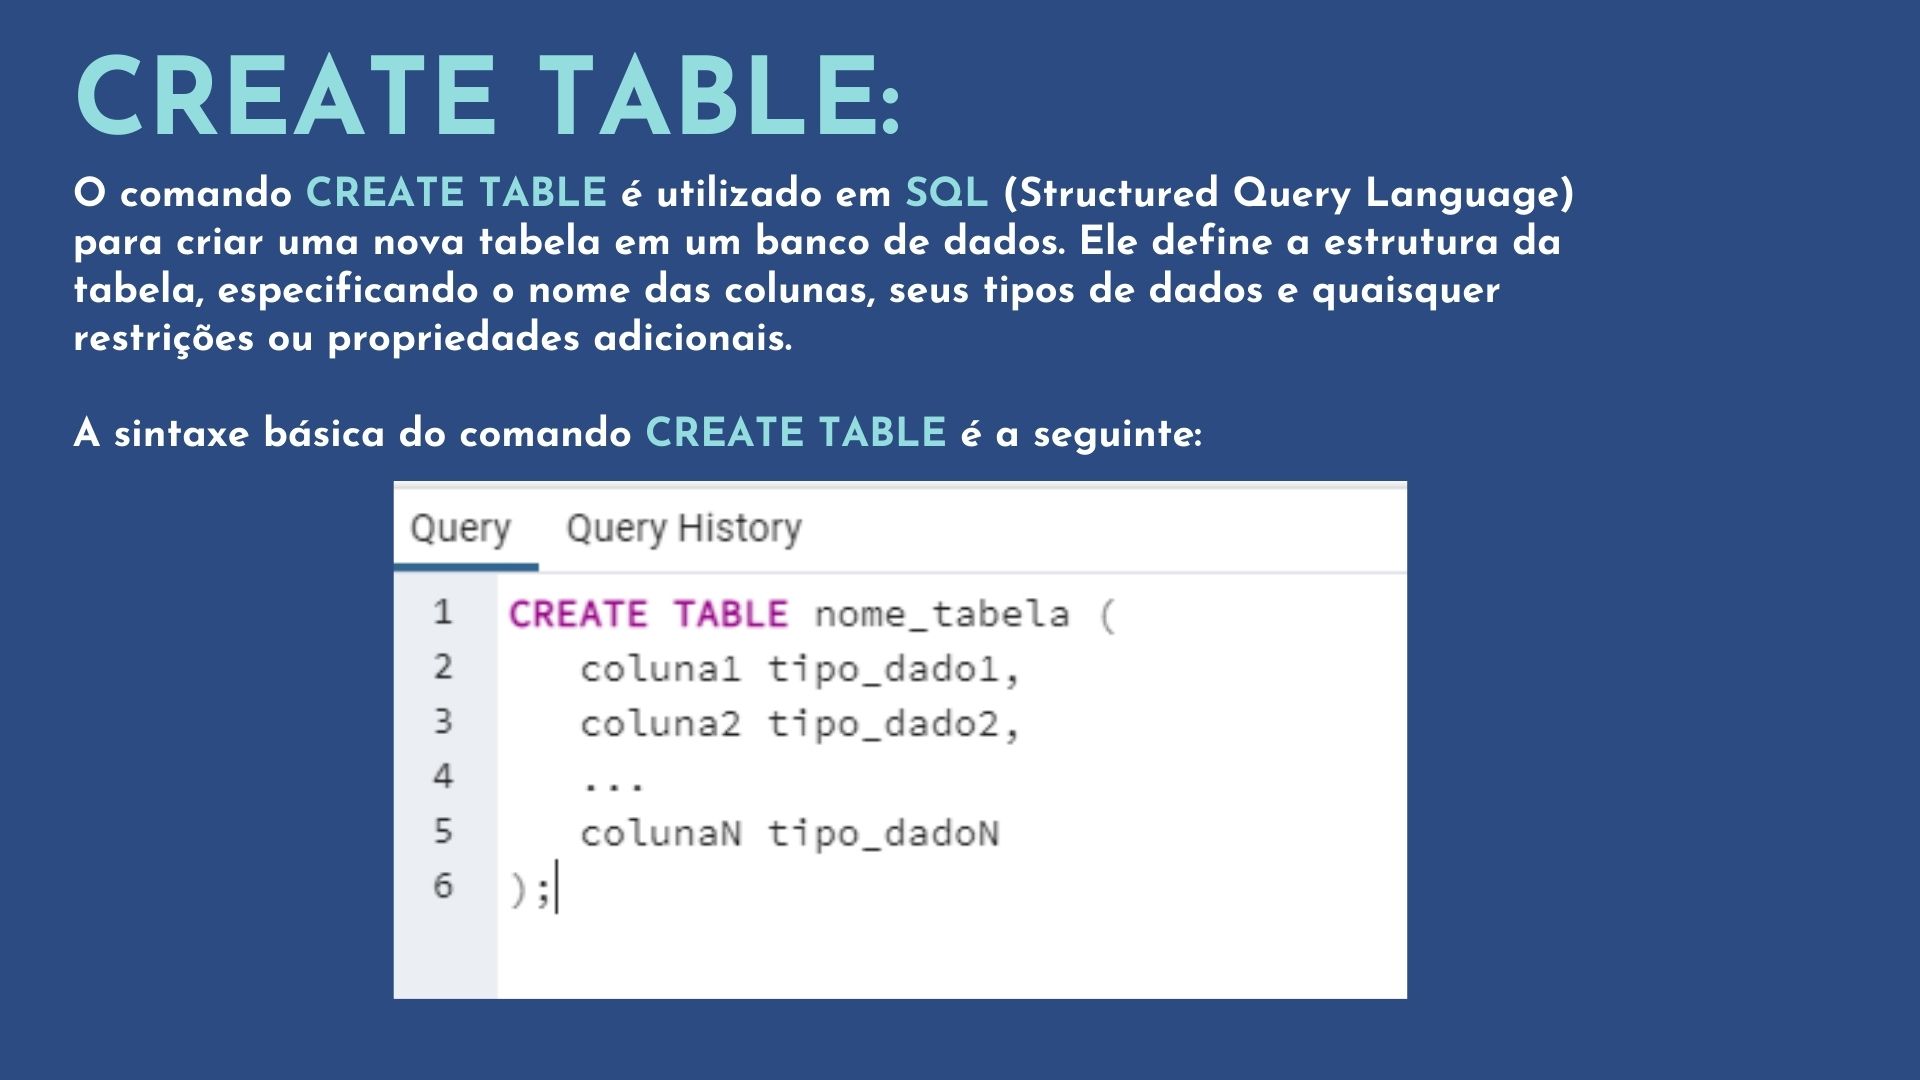 CREATE TABLE:
O comando CREATE TABLE é utilizado em SQL (Structured Query Language)
para criar uma nova tabela em um banco de dados. Ele define a estrutura da
tabela, especificando o nome das colunas, seus tipos de dados e quaisquer
restrições ou propriedades adicionais.
A sintaxe básica do comando CREATE TABLE é a seguinte:
Query Query History
1 CREATE TABLE nome_tabela (
2 coluna1 tipo_dado1,
3 coluna2 tipo_dado2,
4 ...
5 colunaN tipo_dadoN
6 );